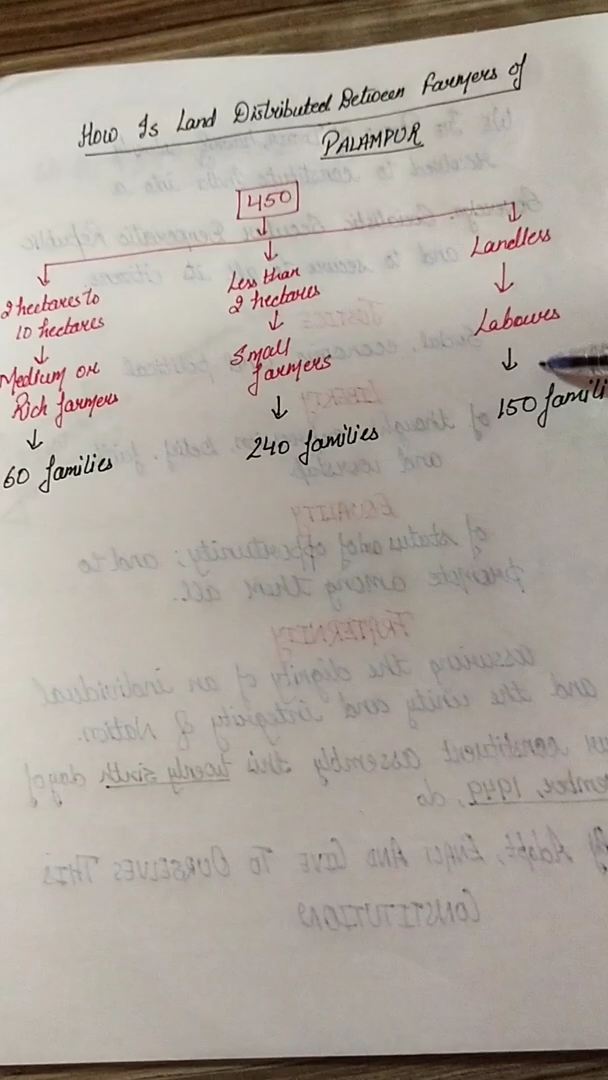 How Is Land Distributed Between Farmers of
PALAMPUR
450
2 hectares to
10 hectares
↓
Medium or
Rich farmers
↓
60 families
Less than
2 hectares
↓
Small
farmers
↓
240 families
Landless
↓
Laboures
↓
150 famili